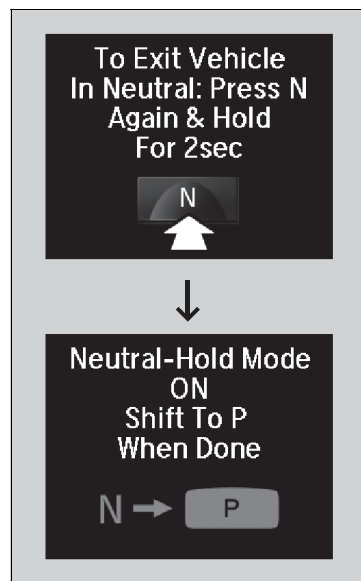 To Exit Vehicle
In Neutral: Press N
Again & Hold
For 2sec
N
Neutral-Hold Mode
ON
Shift To P
When Done
N P